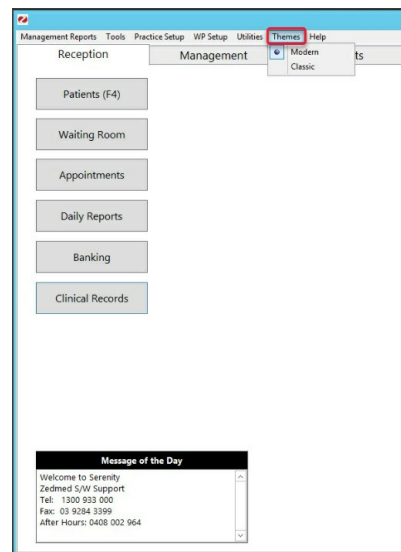 Management Reports Tools Practice Setup WP Setup Utilities Themes Help
Reception Management ts
Modern
Classic
Patients (F4)
Waiting Room
Appointments
Daily Reports
Banking
Clinical Records
Message of the Day
Welcome to Serenity
Zedmed S/W Support
Tel: 1300 933 000
Fax: 03 9284 3399
After Hours: 0408 002 964